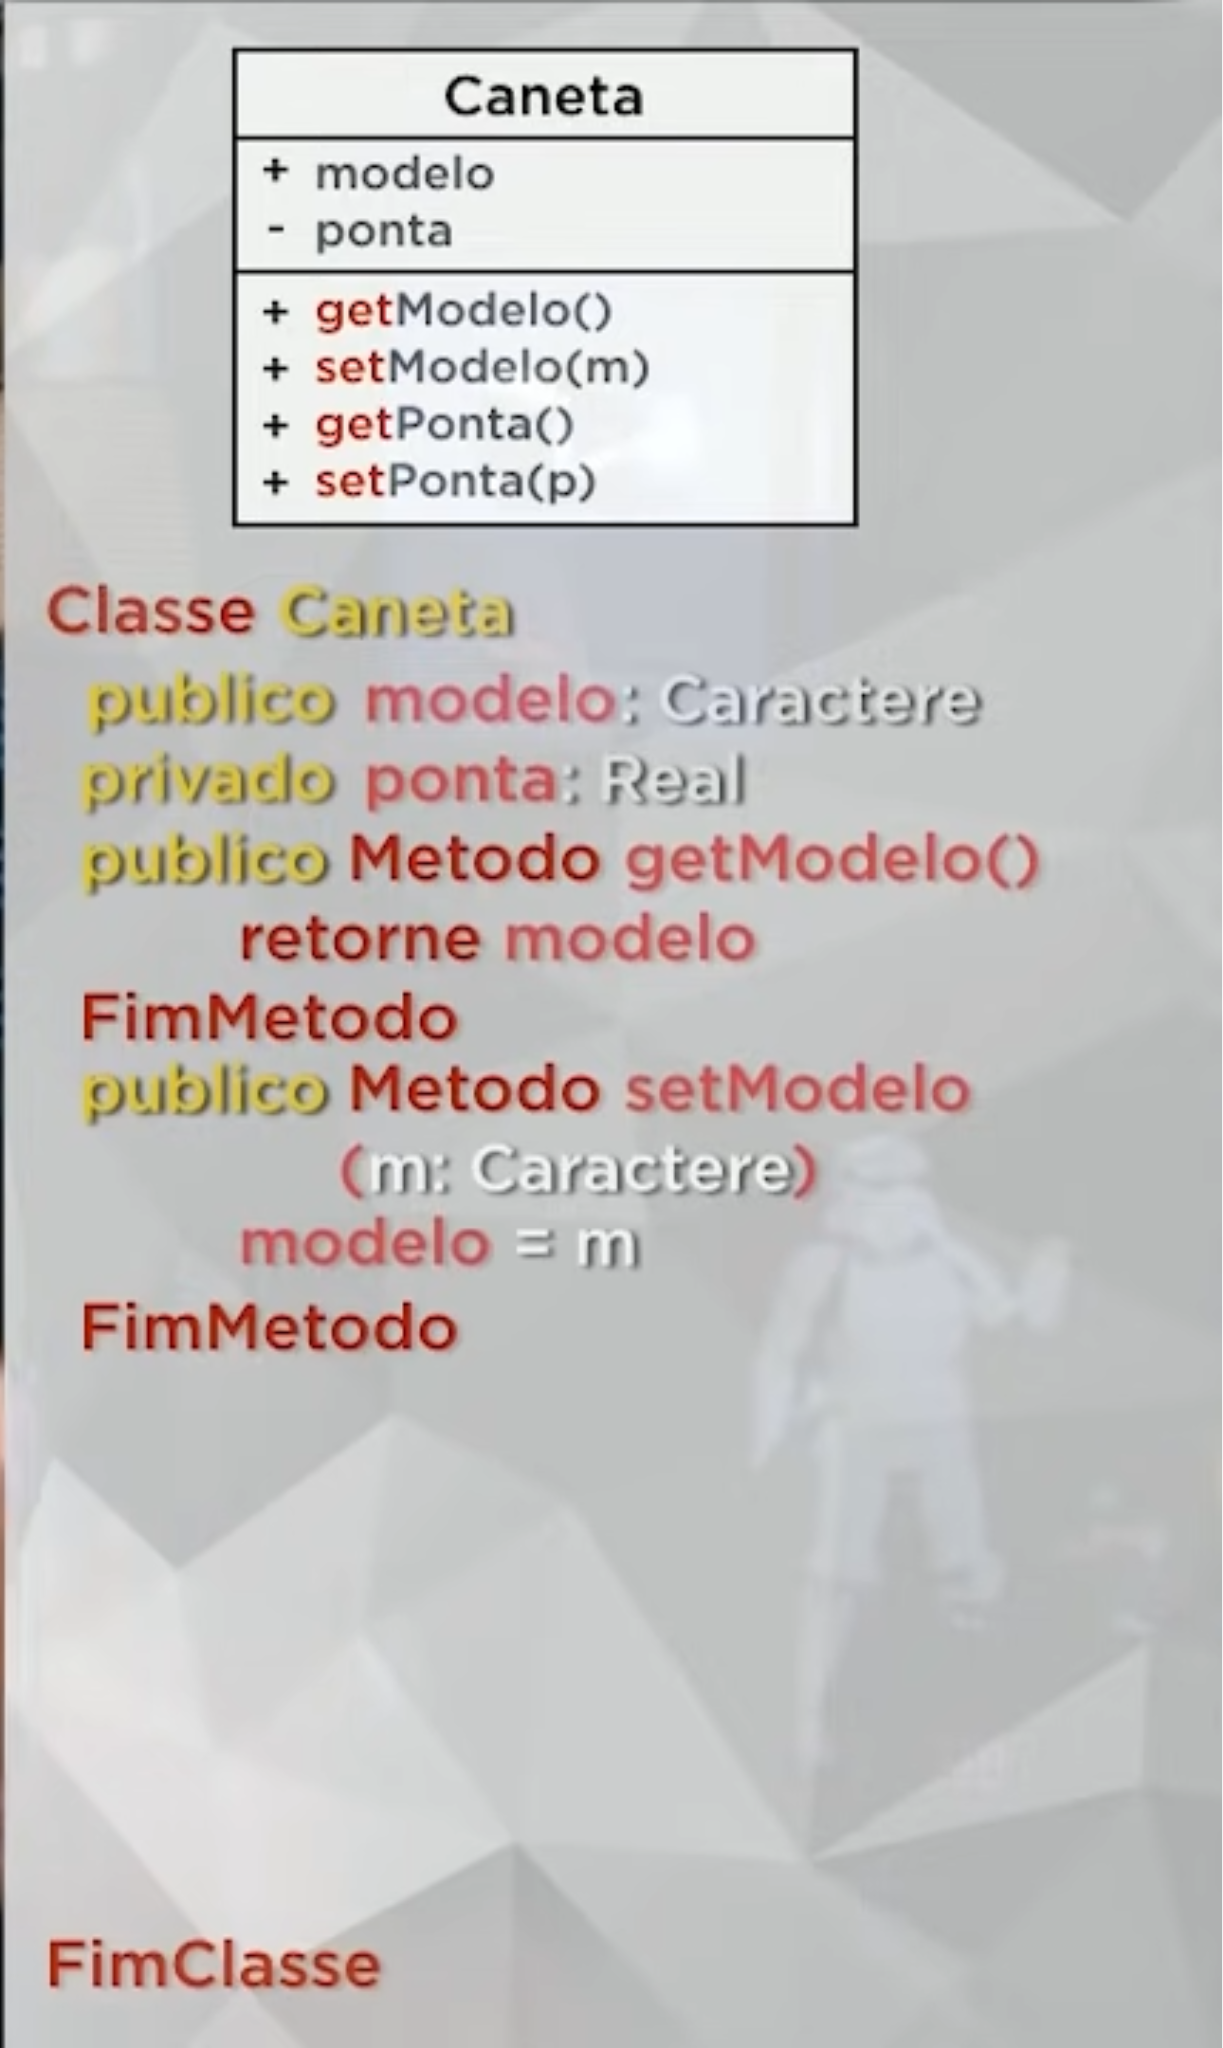 Caneta
+ modelo
- ponta
+ getModelo()
+ setModelo(m)
+ getPonta()
+ setPonta(p)
Classe Caneta
publico modelo: Caractere
privado ponta: Real
publico Metodo getModelo()
retorne modelo
FimMetodo
publico Metodo setModelo
(m: Caractere)
modelo = m
FimMetodo
FimClasse